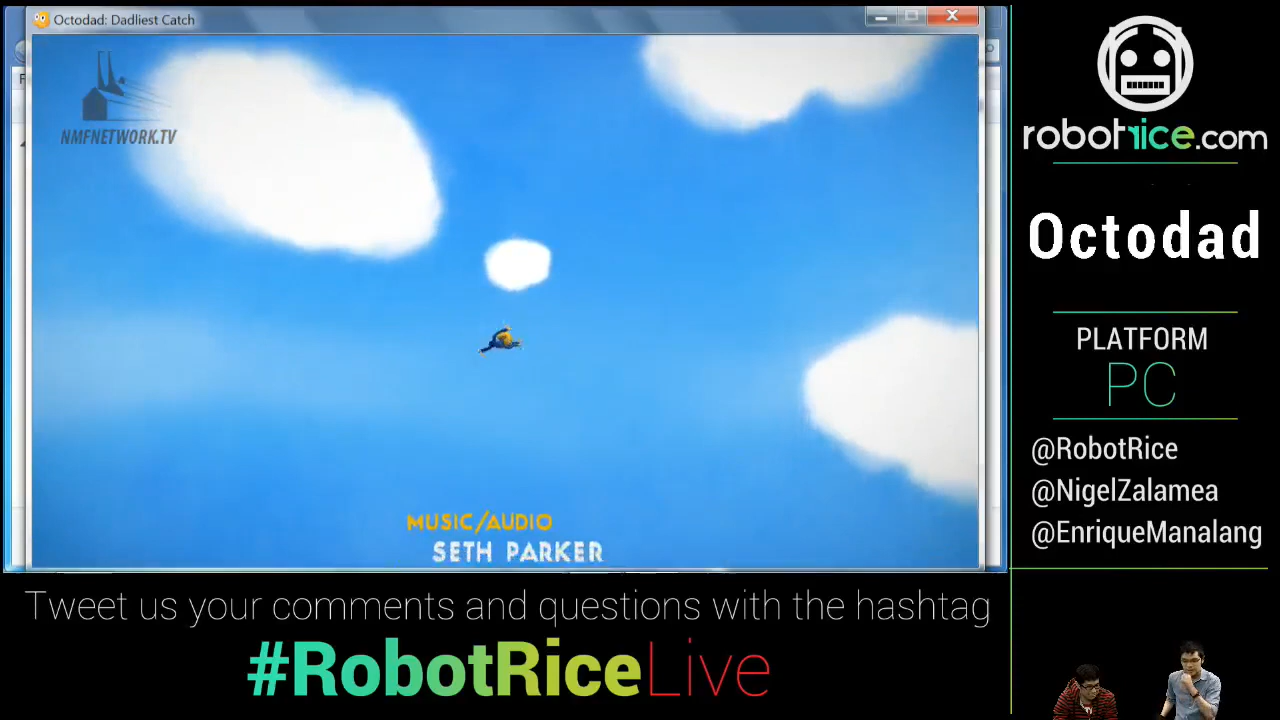 Octodad: Dadliest Catch
NMFNETWORK.TV
MUSIC/AUDIO
SETH PARKER
robotrice.com
Octodad
PLATFORM
PC
@RobotRice
@NigelZalamea
@EnriqueManalang
Tweet us your comments and questions with the hashtag
#RobotRiceLive